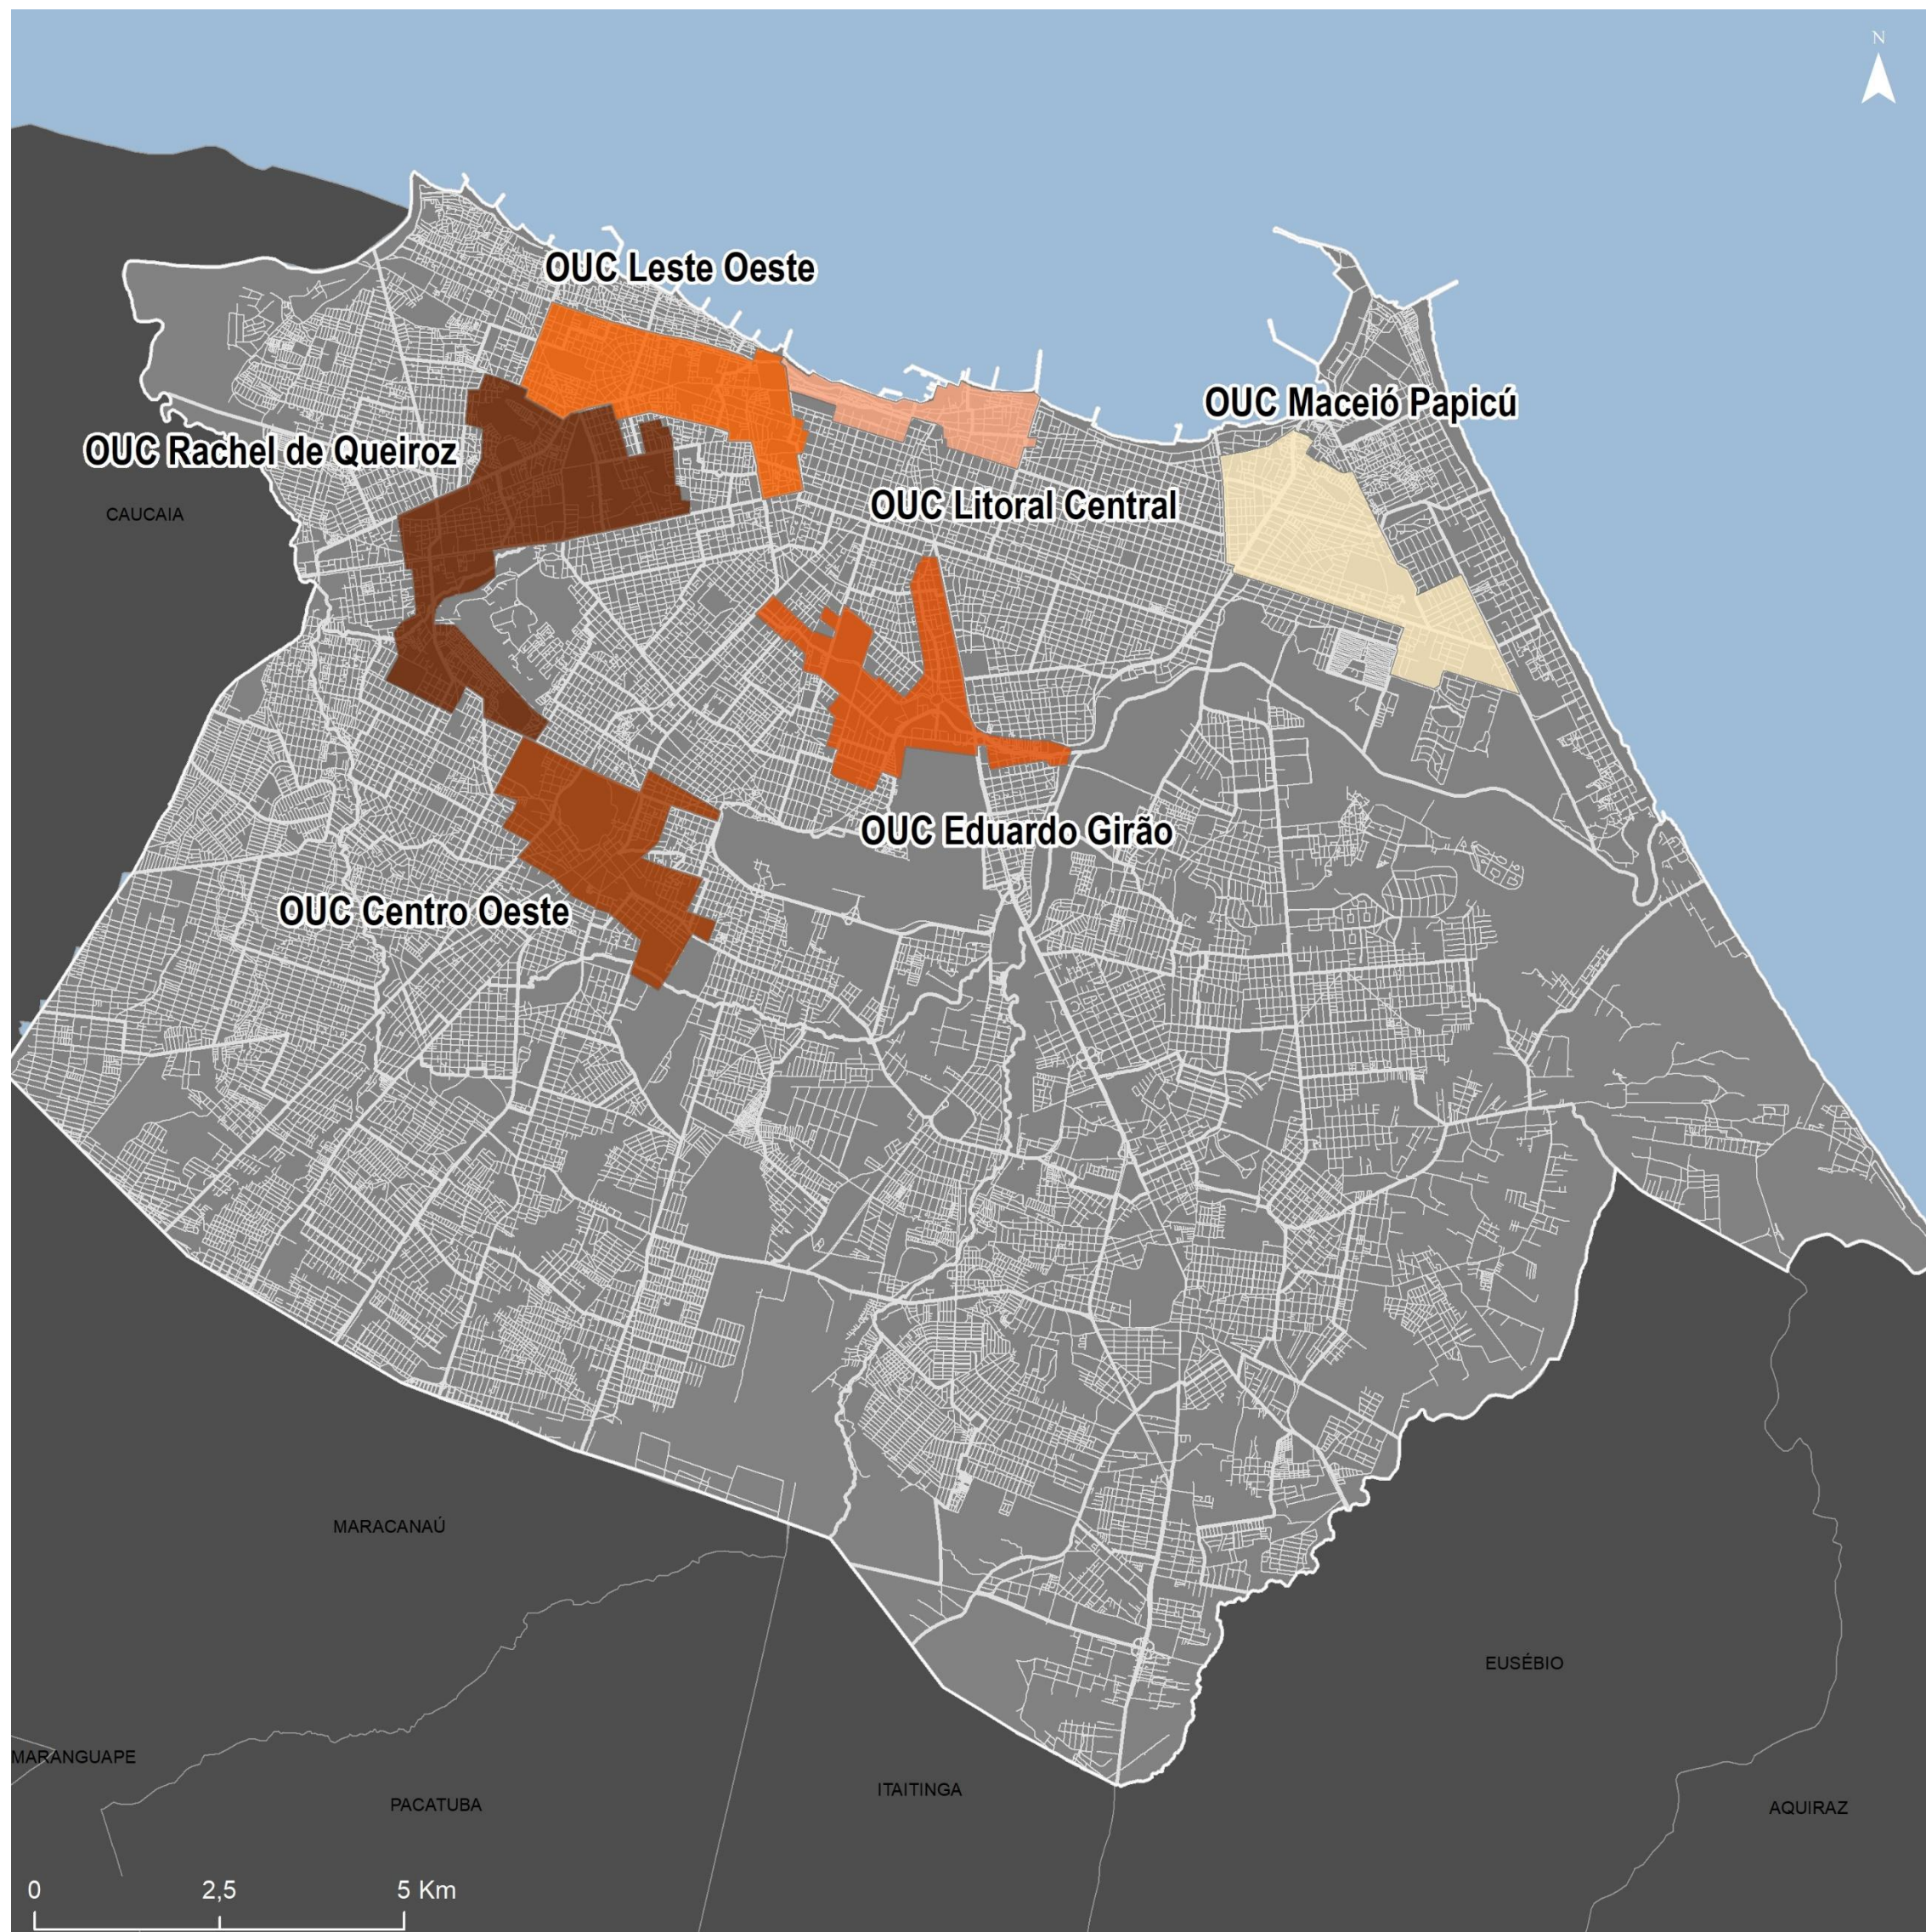 N
OUC Leste Oeste
OUC Maceió Papicú
OUC Rachel de Queiroz
OUC Litoral Central
CAUCAIA
OUC Eduardo Girão
OUC Centro Oeste
MARACANAÚ
EUSÉBIO
MARANGUAPE
ITAITINGA
PACATUBA
AQUIRAZ
0 2,5 5 Km